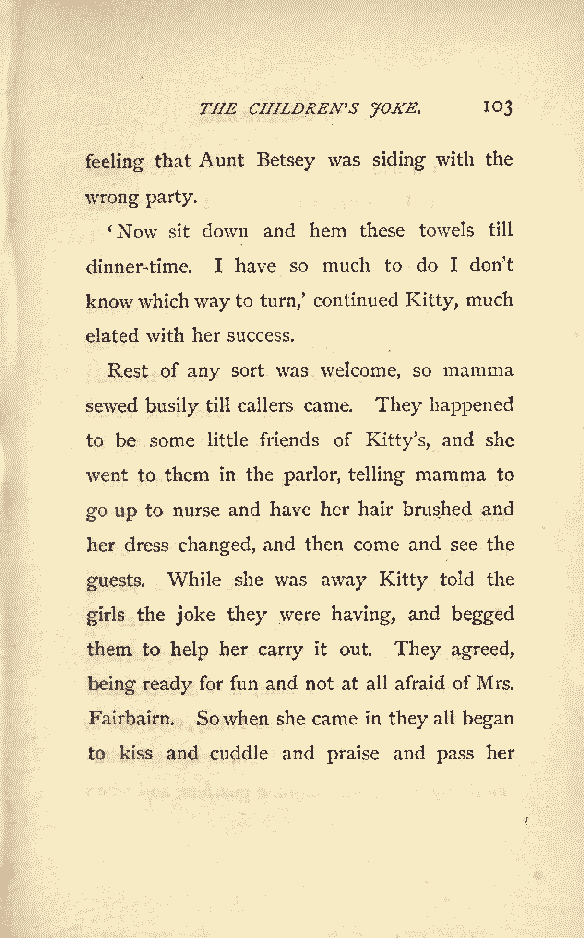 THE CHILDREN'S JOKE. 103
feeling that Aunt Betsey was siding with the
wrong party.
‘Now sit down and hem these towels till
dinner-time. I have so much to do I don't
know which way to turn,’ continued Kitty, much
elated with her success.
Rest of any sort was welcome, so mamma
sewed busily till callers came. They happened
to be some little friends of Kitty's, and she
went to them in the parlor, telling mamma to
go up to nurse and have her hair brushed and
her dress changed, and then come and see the
guests. While she was away Kitty told the
girls the joke they were having, and begged
them to help her carry it out. They agreed,
being ready for fun and not at all afraid of Mrs.
Fairbairn. So when she came in they all began
to kiss and cuddle and praise and pass her